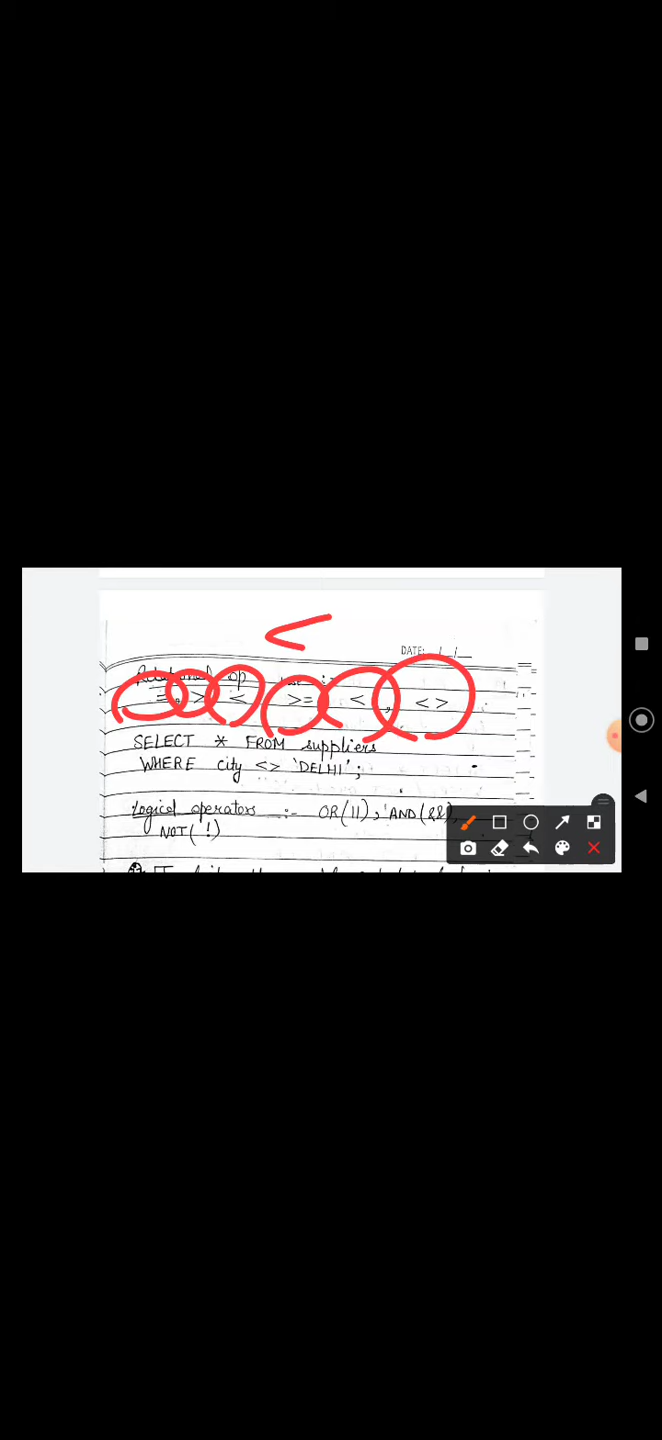 <
DATE: _/_/_
Relational op :-
= , > , < >= , < , < >
SELECT * FROM suppliers
WHERE city <> 'DELHI' ;
Logical operators :- OR(||), AND(&&),
NOT(!)